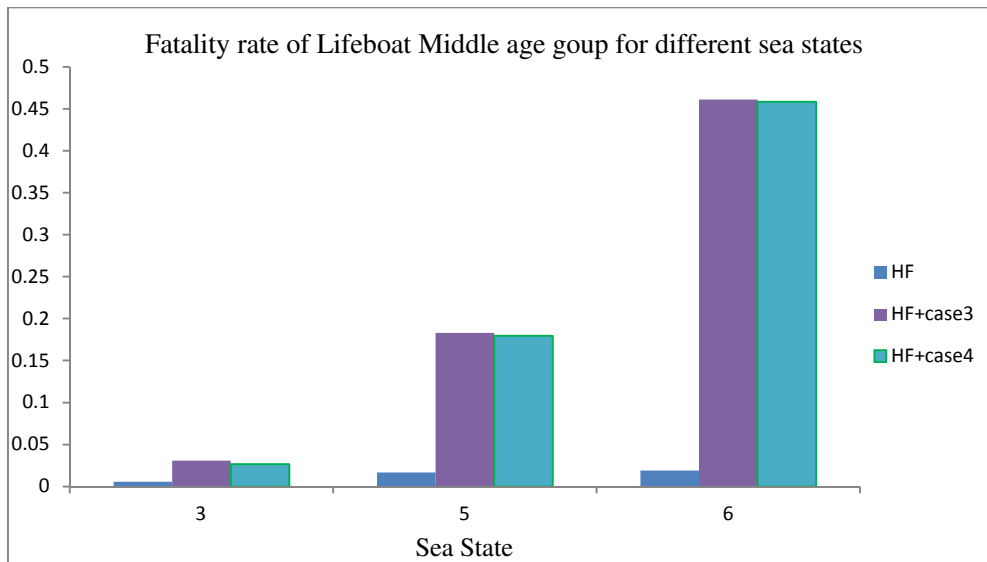 Fatality rate of Lifeboat Middle age goup for different sea states
0.5
0.45
0.4
0.35
0.3
0.25
0.2
0.15
0.1
0.05
0
3 5 6
Sea State
HF
HF+case3
HF+case4